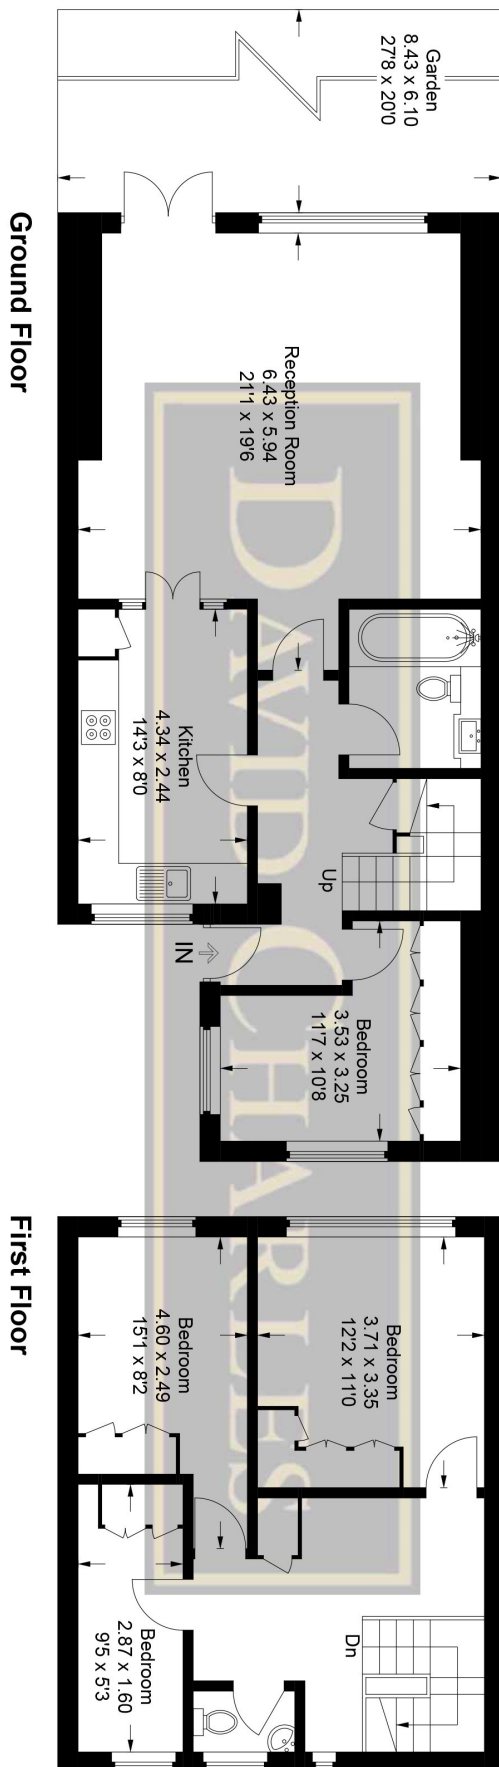 Garden
8.43 x 6.10
27'8 x 20'0
Reception Room
6.43 x 5.94
21'1 x 19'6
Kitchen
4.34 x 2.44
14'3 x 8'0
Up
IN
Bedroom
3.53 x 3.25
11'7 x 10'8
Ground Floor
Bedroom
3.71 x 3.35
12'2 x 11'0
Bedroom
4.60 x 2.49
15'1 x 8'2
Bedroom
2.87 x 1.60
9'5 x 5'3
Dn
First Floor
DAVID CHARLES